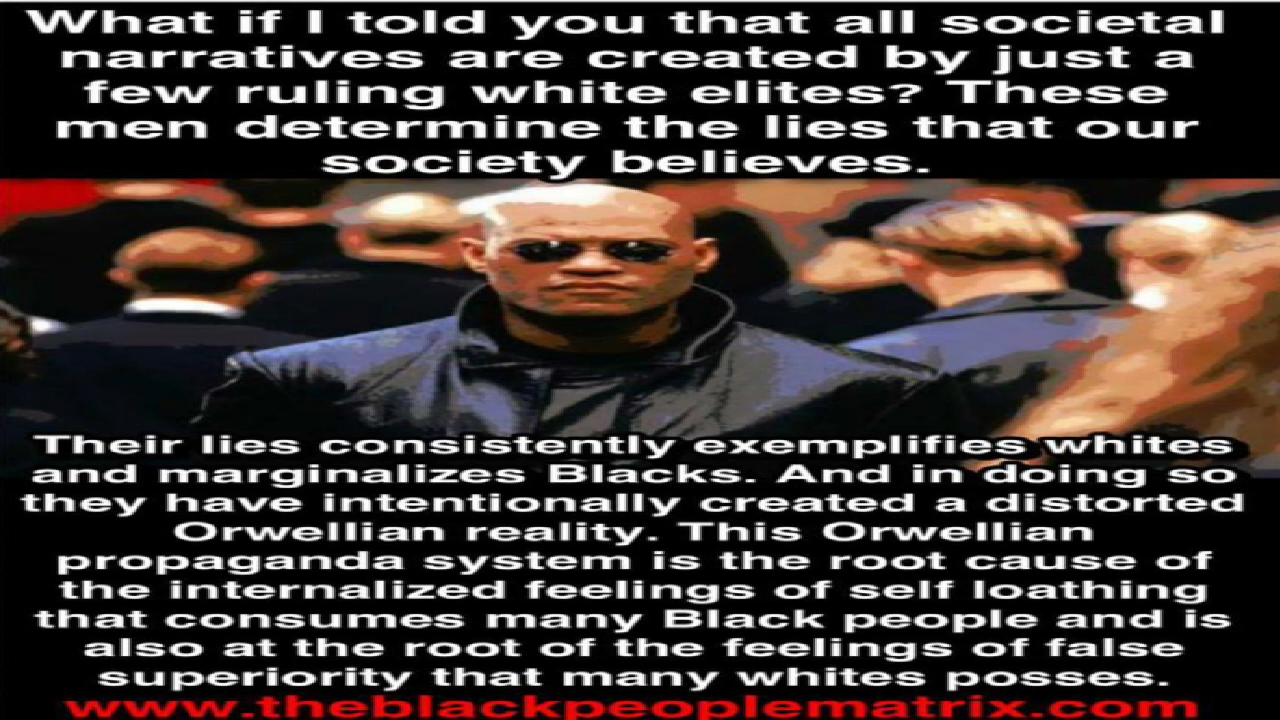 What if I told you that all societal
narratives are created by just a
few ruling white elites? These
men determine the lies that our
society believes.
Their lies consistently exemplifies whites
and marginalizes Blacks. And in doing so
they have intentionally created a distorted
Orwellian reality. This Orwellian
propaganda system is the root cause of
the internalized feelings of self loathing
that consumes many Black people and is
also at the root of the feelings of false
superiority that many whites posses.
www.theblackpeoplematrix.com